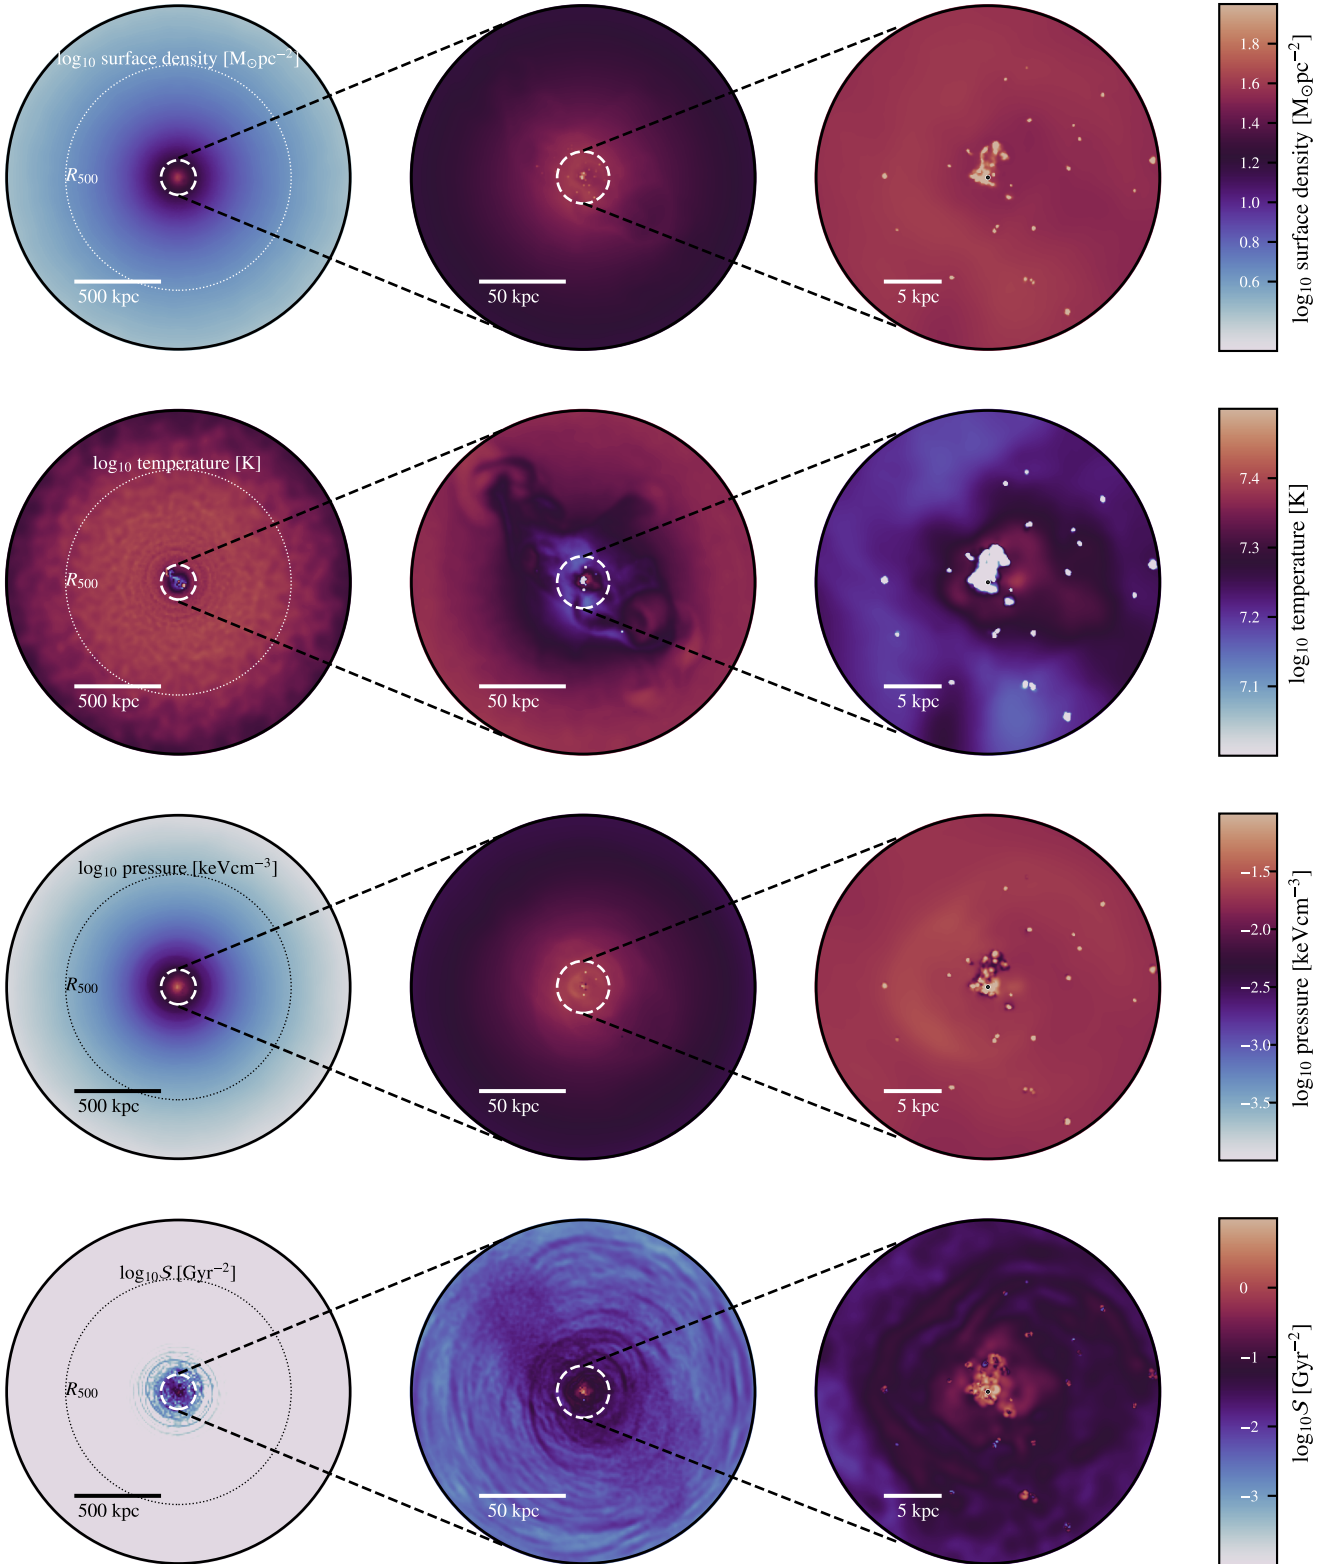 log₁₀ surface density [M⊙pc⁻²]
R₅₀₀
500 kpc
50 kpc
5 kpc
1.8
1.6
1.4
1.2
1.0
0.8
0.6
log₁₀ surface density [M⊙pc⁻²]
log₁₀ temperature [K]
R₅₀₀
500 kpc
50 kpc
5 kpc
7.4
7.3
7.2
7.1
log₁₀ temperature [K]
log₁₀ pressure [keVcm⁻³]
R₅₀₀
500 kpc
50 kpc
5 kpc
−1.5
−2.0
−2.5
−3.0
−3.5
log₁₀ pressure [keVcm⁻³]
log₁₀S [Gyr⁻²]
R₅₀₀
500 kpc
50 kpc
5 kpc
0
−1
−2
−3
log₁₀S [Gyr⁻²]